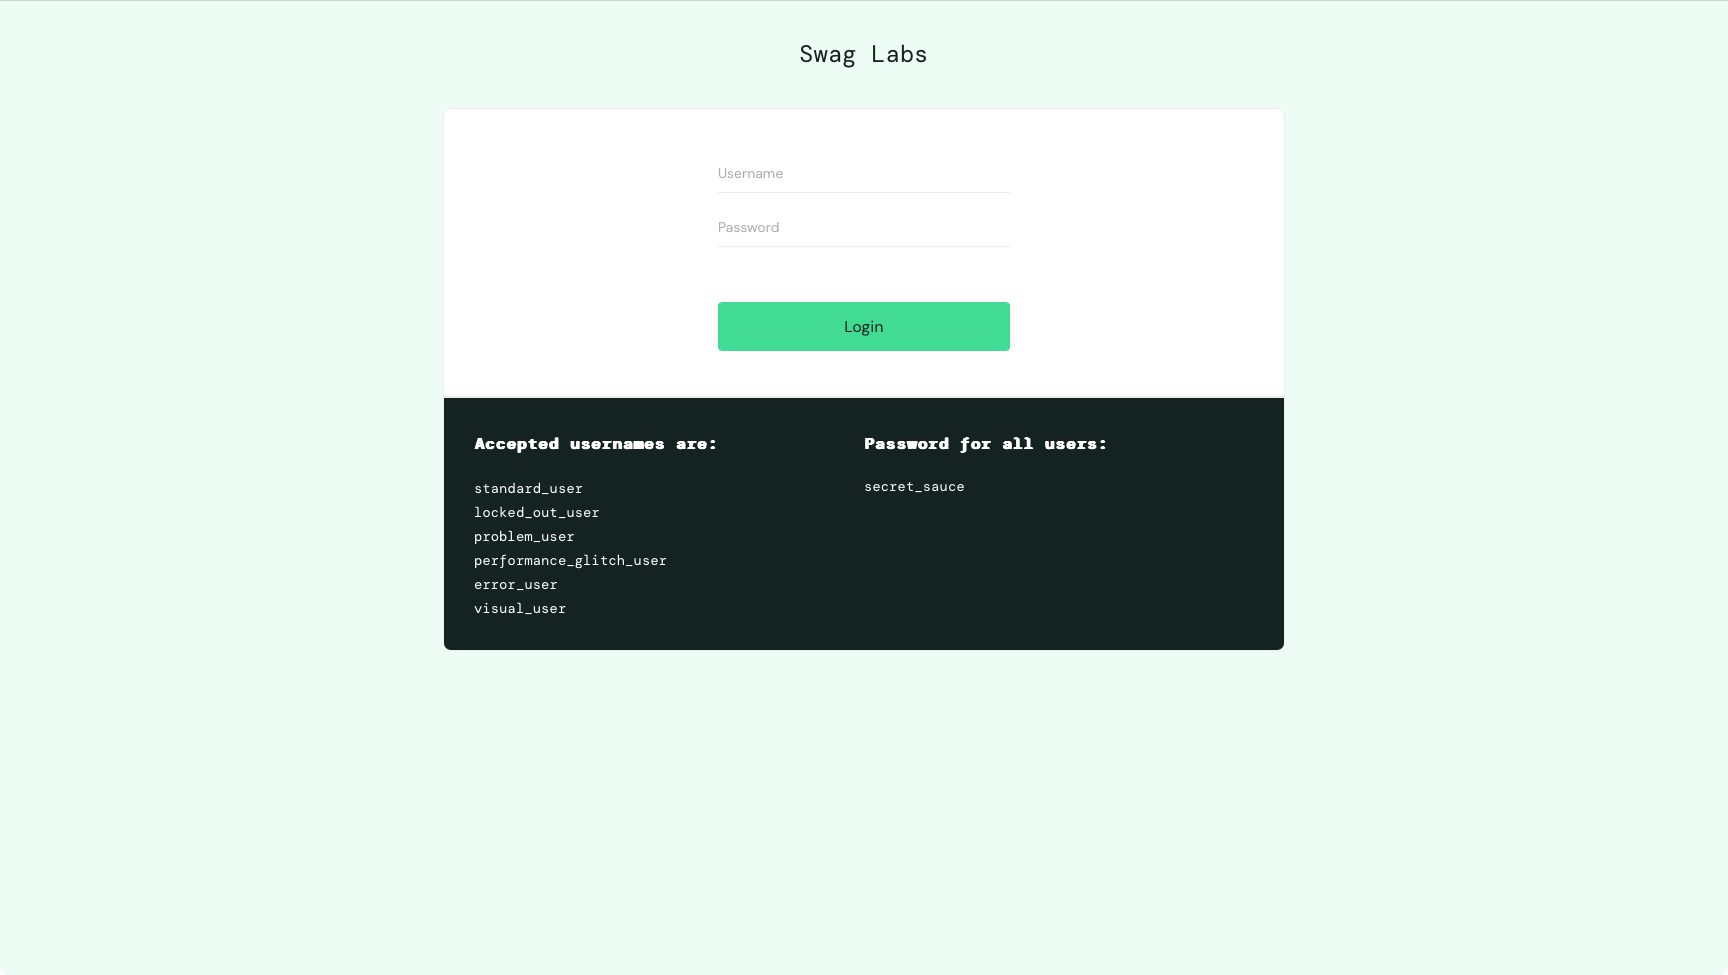 Swag Labs
Username
Password
Login
Accepted usernames are:
standard_user
locked_out_user
problem_user
performance_glitch_user
error_user
visual_user
Password for all users:
secret_sauce